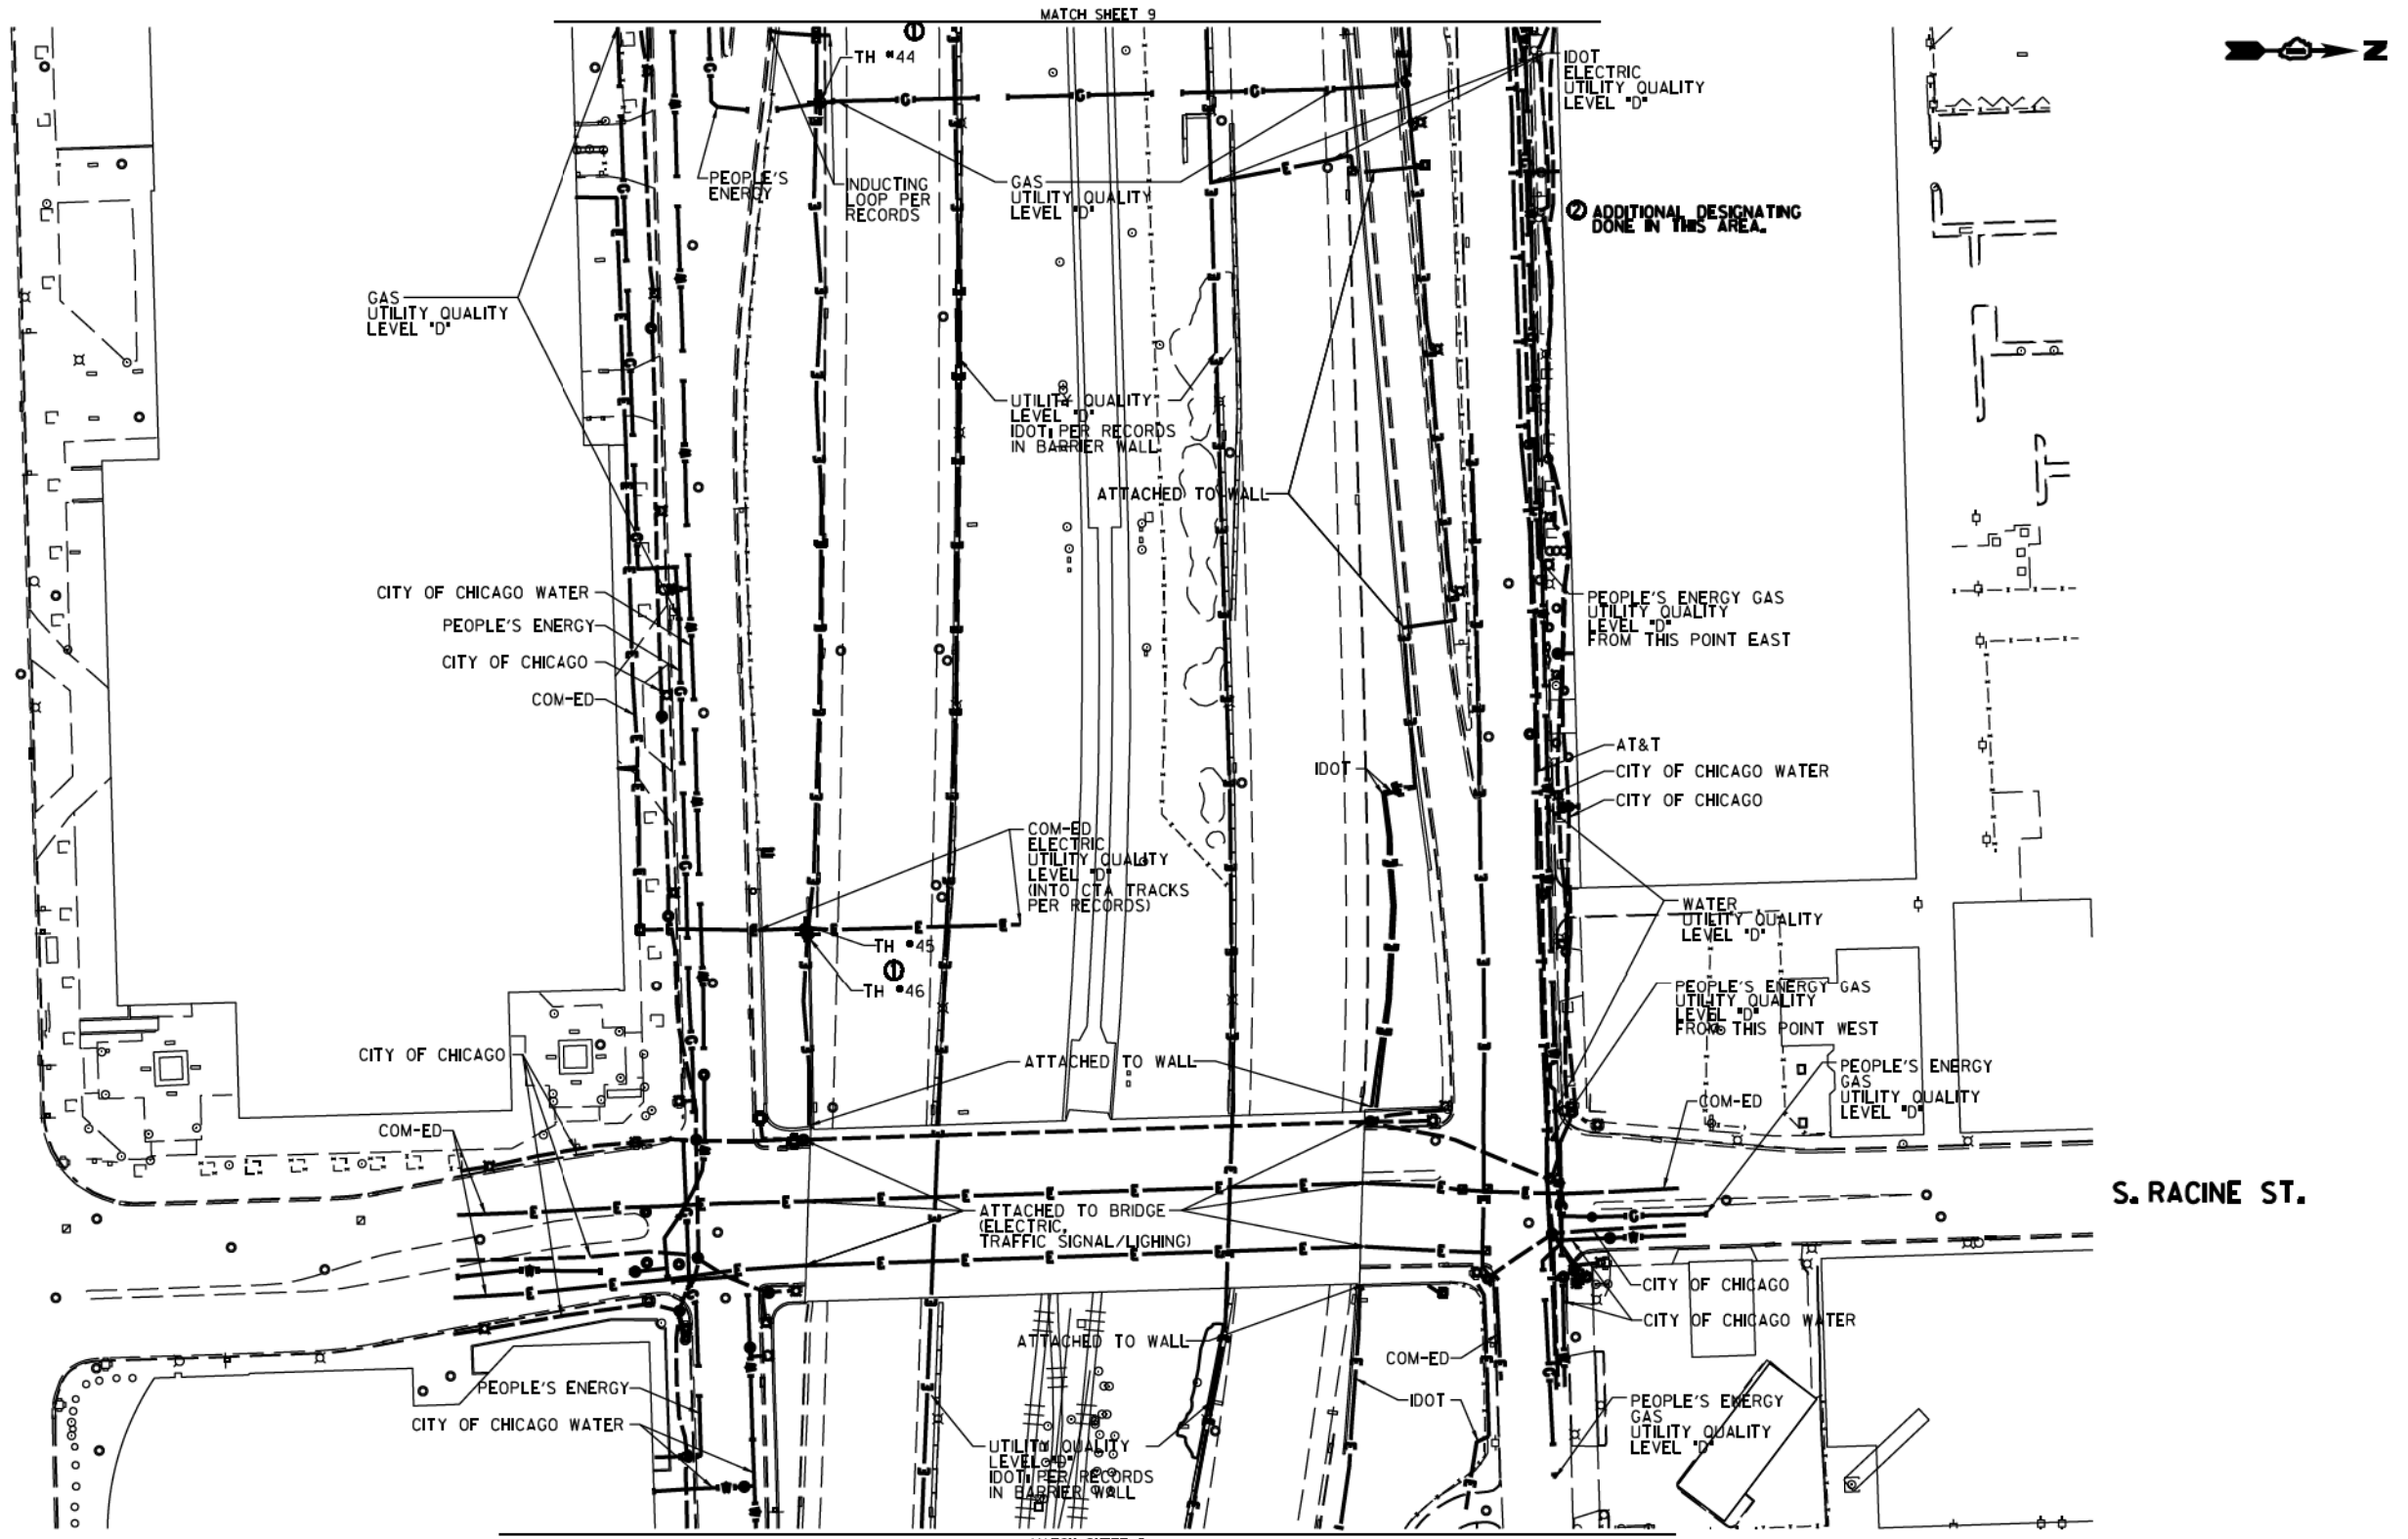 MATCH SHEET 9
N
TH #44
IDOT
ELECTRIC
UTILITY QUALITY
LEVEL "D"
PEOPLE'S
ENERGY
INDUCTING
LOOP PER
RECORDS
GAS
UTILITY QUALITY
LEVEL "D"
② ADDITIONAL DESIGNATING
DONE IN THIS AREA.
①
GAS
UTILITY QUALITY
LEVEL "D"
UTILITY QUALITY
LEVEL "D"
IDOT, PER RECORDS
IN BARRIER WALL
ATTACHED TO WALL
CITY OF CHICAGO WATER
PEOPLE'S ENERGY
CITY OF CHICAGO
COM-ED
PEOPLE'S ENERGY GAS
UTILITY QUALITY
LEVEL "D"
FROM THIS POINT EAST
AT&T
CITY OF CHICAGO WATER
CITY OF CHICAGO
IDOT
COM-ED
ELECTRIC
UTILITY QUALITY
LEVEL "D"
(INTO CTA TRACKS
PER RECORDS)
WATER
UTILITY QUALITY
LEVEL "D"
TH #45
①
TH #46
PEOPLE'S ENERGY GAS
UTILITY QUALITY
LEVEL "D"
FROM THIS POINT WEST
CITY OF CHICAGO
ATTACHED TO WALL
PEOPLE'S ENERGY
GAS
UTILITY QUALITY
LEVEL "D"
COM-ED
COM-ED
S. RACINE ST.
ATTACHED TO BRIDGE
(ELECTRIC,
TRAFFIC SIGNAL/LIGHING)
CITY OF CHICAGO
CITY OF CHICAGO WATER
ATTACHED TO WALL
COM-ED
PEOPLE'S ENERGY
CITY OF CHICAGO WATER
IDOT
PEOPLE'S ENERGY
GAS
UTILITY QUALITY
LEVEL "D"
UTILITY QUALITY
LEVEL "D"
IDOT, PER RECORDS
IN BARRIER WALL